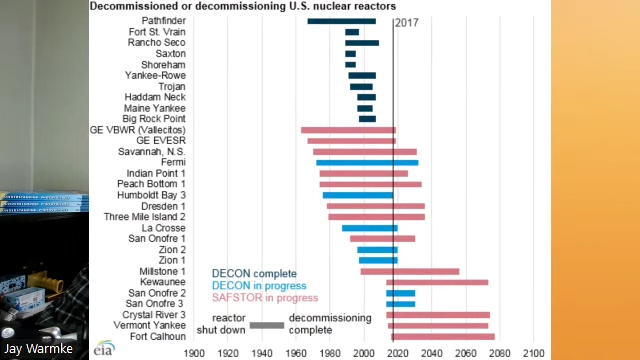 Decommissioned or decommissioning U.S. nuclear reactors
2017
Pathfinder
Fort St. Vrain
Rancho Seco
Saxton
Shoreham
Yankee-Rowe
Trojan
Haddam Neck
Maine Yankee
Big Rock Point
GE VBWR (Vallecitos)
GE EVESR
Savannah, N.S.
Fermi
Indian Point 1
Peach Bottom 1
Humboldt Bay 3
Dresden 1
Three Mile Island 2
La Crosse
San Onofre 1
Zion 2
Zion 1
Millstone 1
Kewaunee
San Onofre 2
San Onofre 3
Crystal River 3
Vermont Yankee
Fort Calhoun
DECON complete
DECON in progress
SAFSTOR in progress
reactor
shut down
decommissioning
complete
eia
1900 1920 1940 1960 1980 2000 2020 2040 2060 2080 2100
Jay Warmke